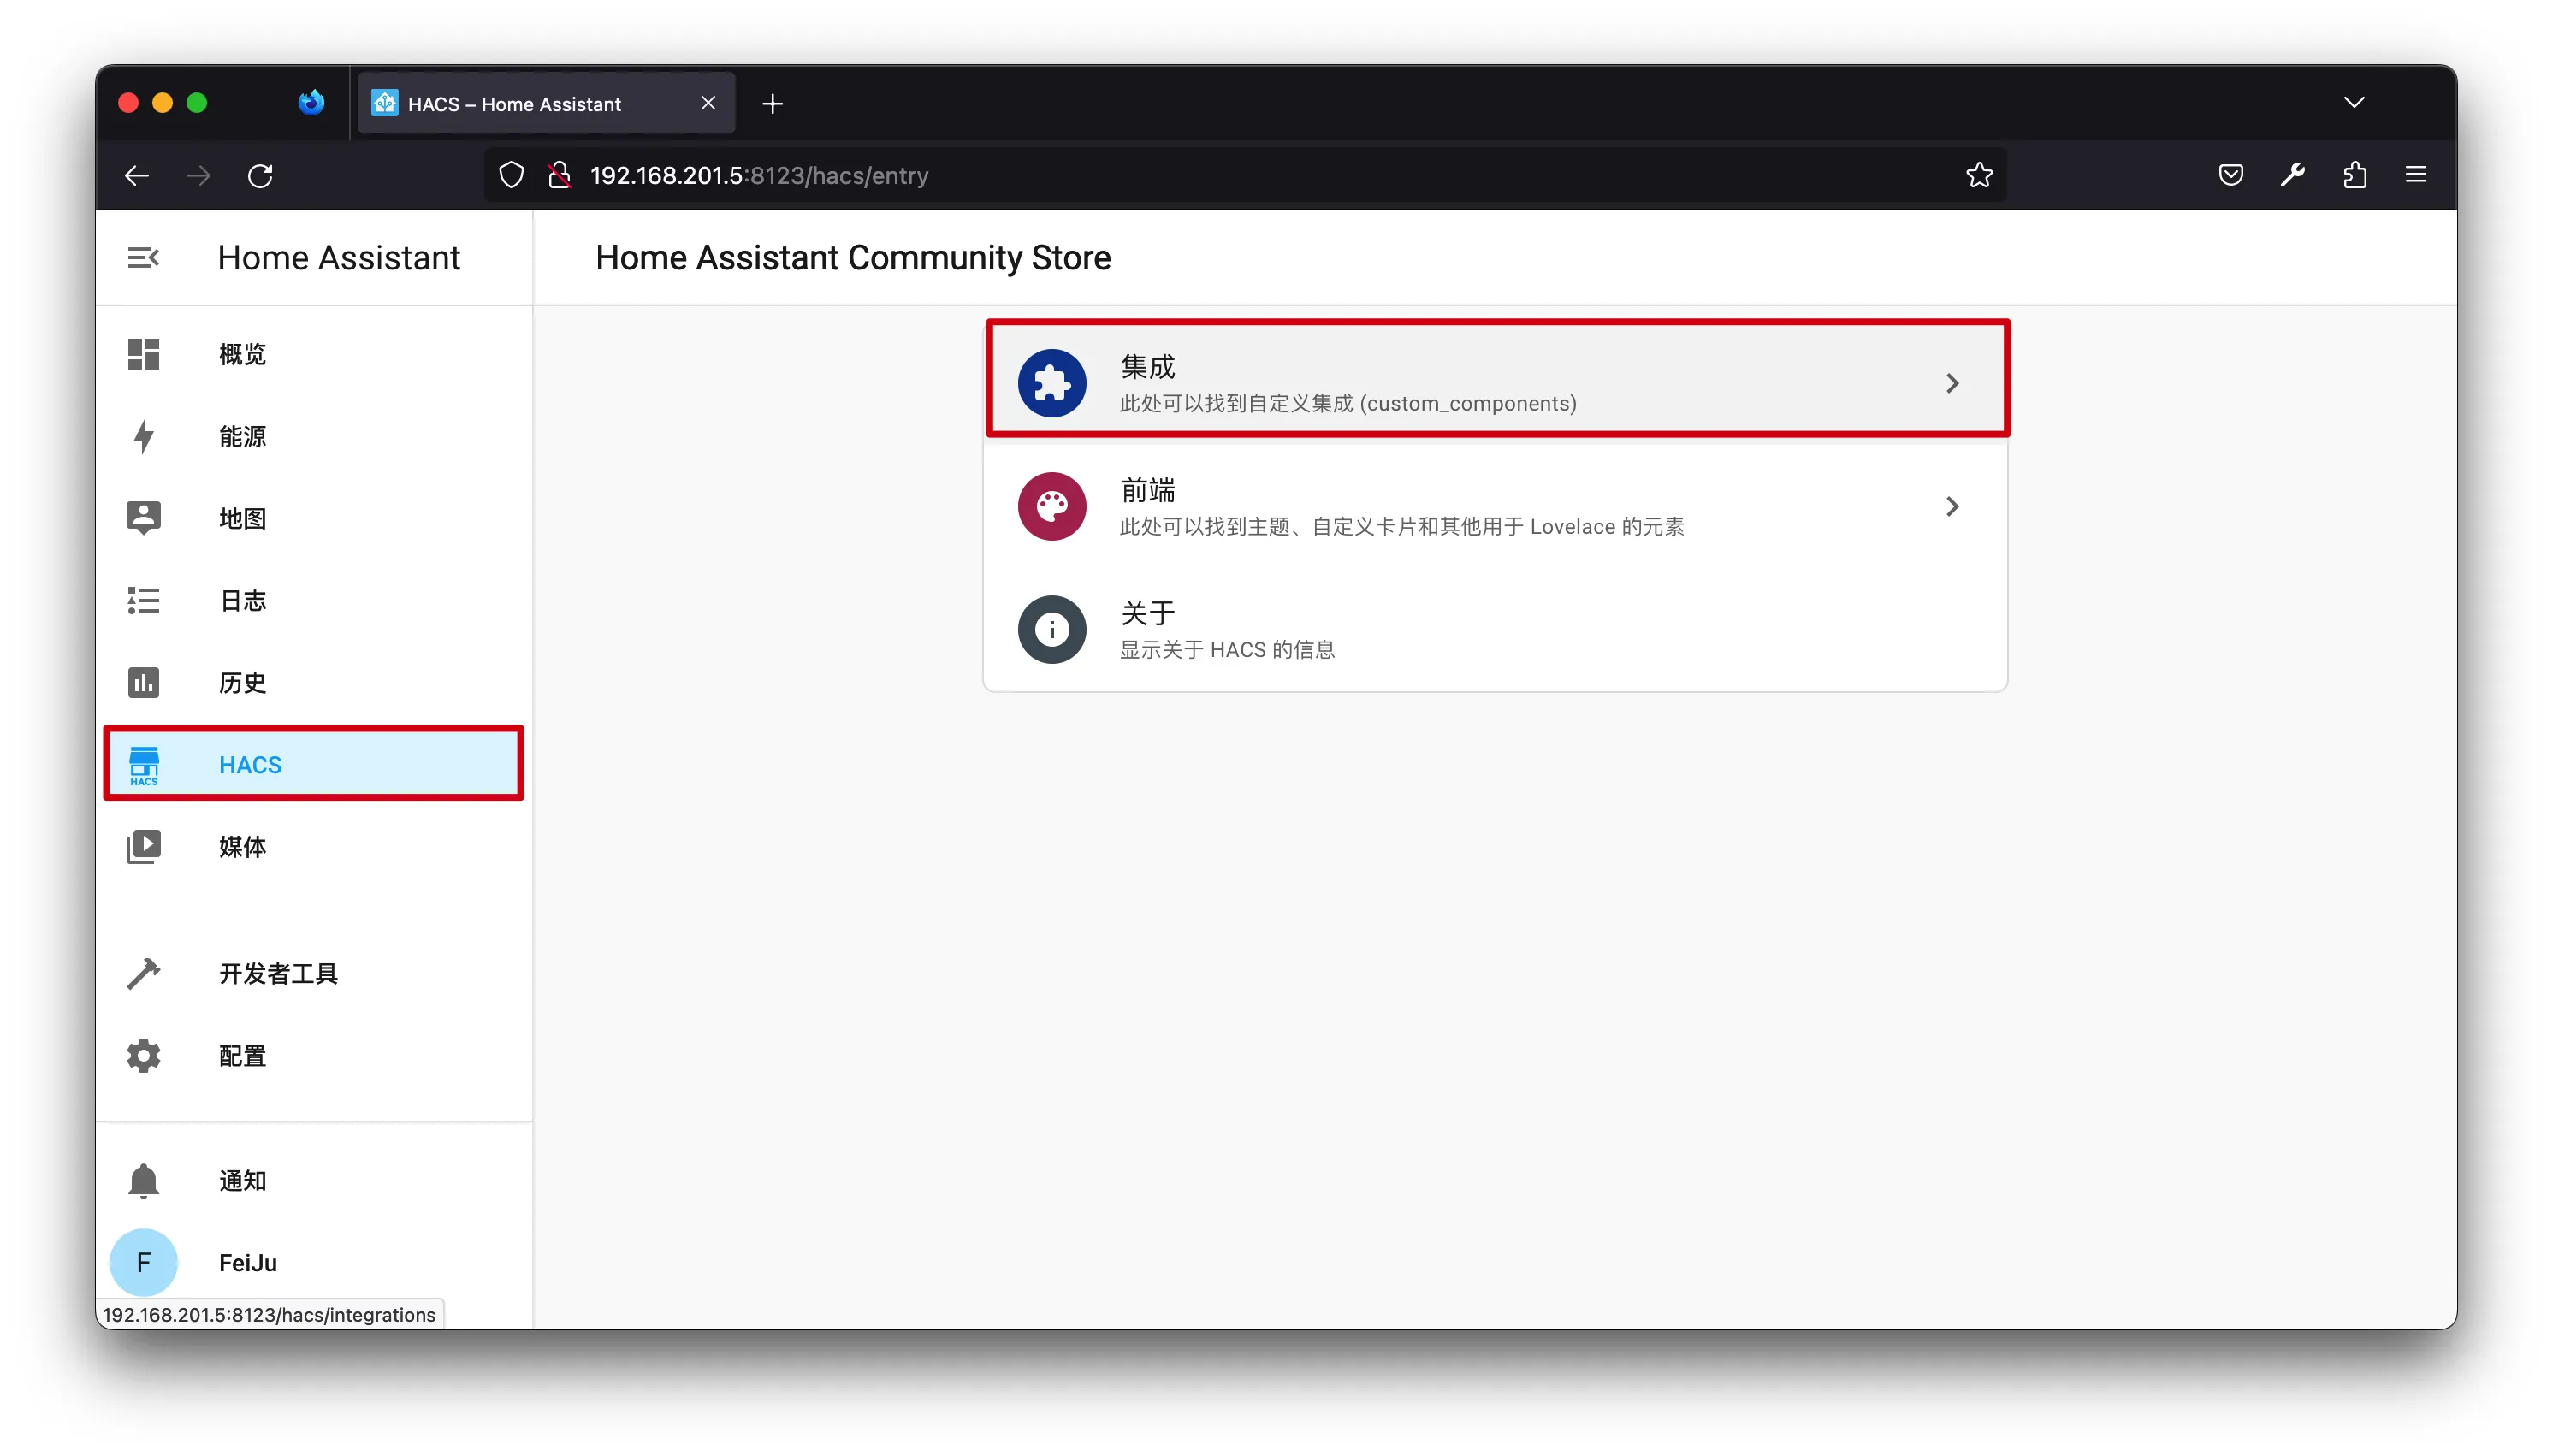 HACS – Home Assistant
192.168.201.5:8123/hacs/entry
Home Assistant
Home Assistant Community Store
概览
能源
地图
日志
历史
HACS
HACS
媒体
开发者工具
配置
通知
F
FeiJu
192.168.201.5:8123/hacs/integrations
集成
此处可以找到自定义集成 (custom_components)
前端
此处可以找到主题、自定义卡片和其他用于 Lovelace 的元素
关于
显示关于 HACS 的信息